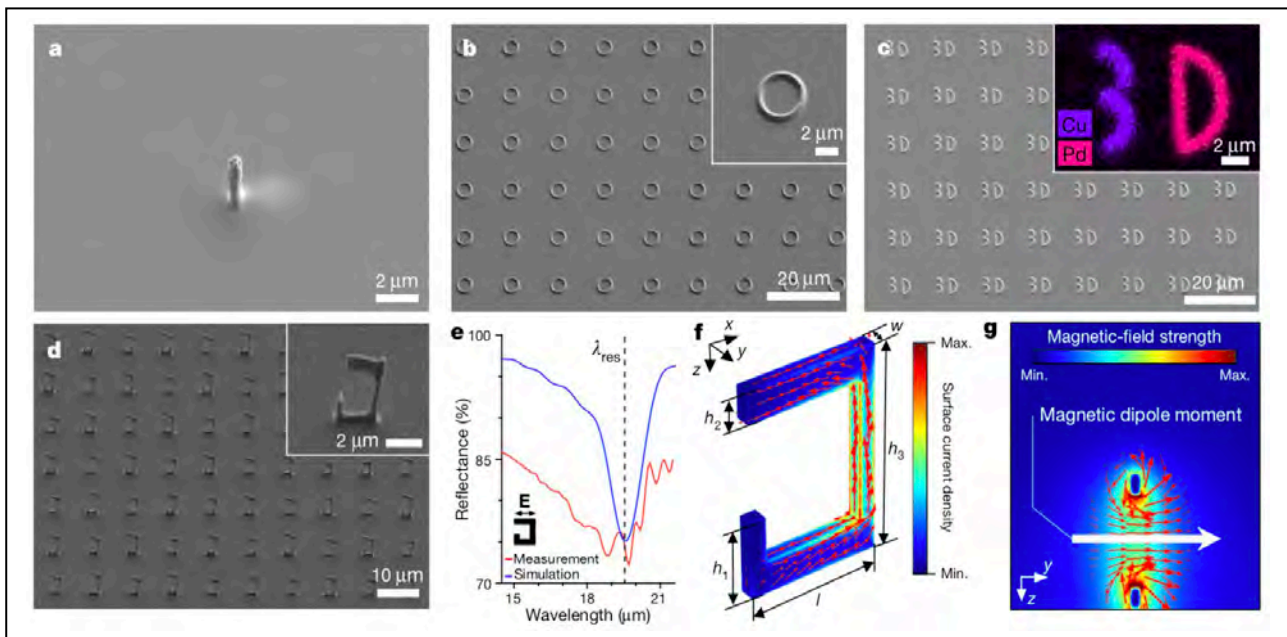 a
2 μm
b
2 μm
20 μm
c
3D
Cu
Pd
2 μm
20 μm
d
2 μm
10 μm
e
100
85
70
Reflectance (%)
λres
E
Measurement
Simulation
15
18
21
Wavelength (μm)
f
x
y
z
w
h2
h3
h1
l
Max.
Surface current density
Min.
g
Magnetic-field strength
Min.
Max.
Magnetic dipole moment
y
z